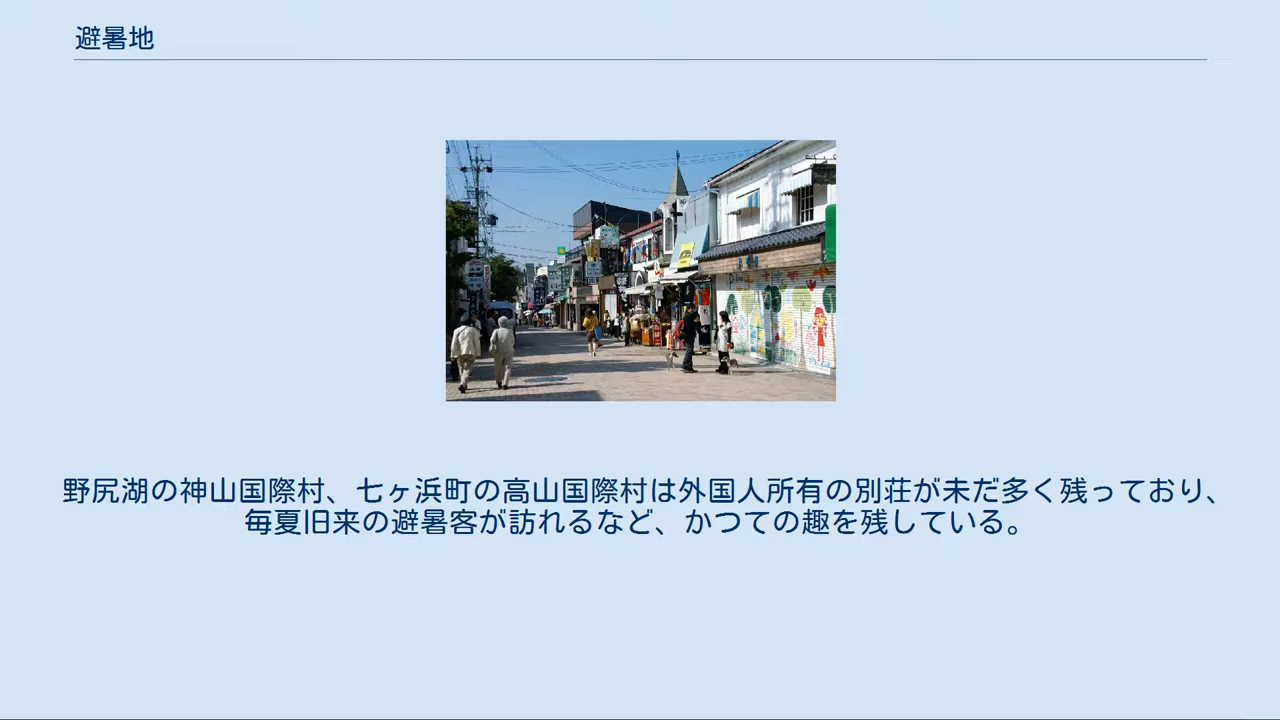 避暑地
野尻湖の神山国際村、七ヶ浜町の高山国際村は外国人所有の別荘が未だ多く残っており、
毎夏旧来の避暑客が訪れるなど、かつての趣を残している。